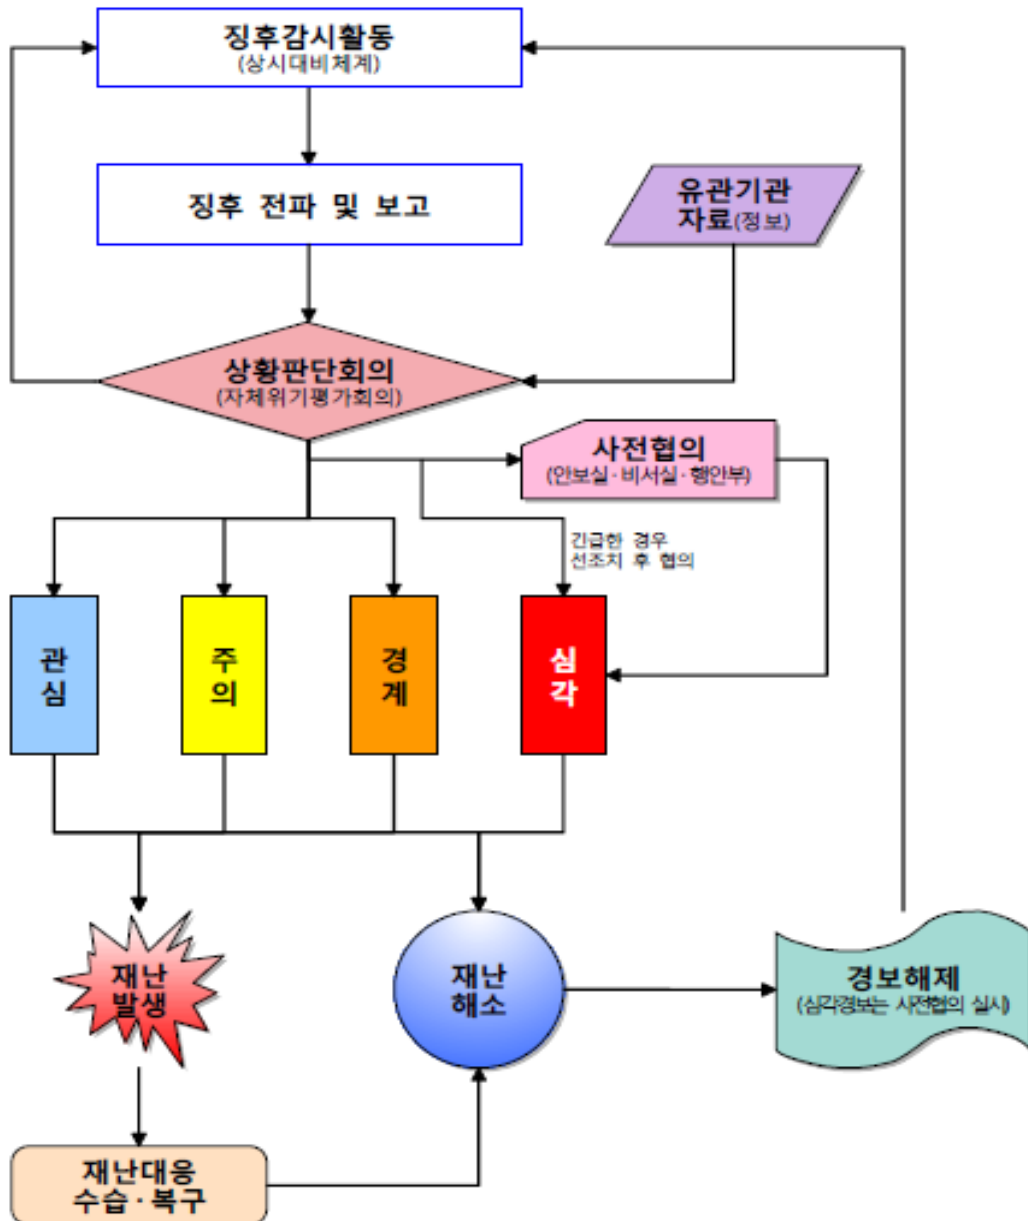 징후감시활동
(상시대비체계)
징후 전파 및 보고
유관기관
자료(정보)
상황판단회의
(자체위기평가회의)
사전협의
(안보실·비서실·행안부)
긴급한 경우
선조치 후 협의
관
심
주
의
경
계
심
각
재난
발생
재난
해소
경보해제
(심각경보는 사전협의 실시)
재난대응
수습·복구